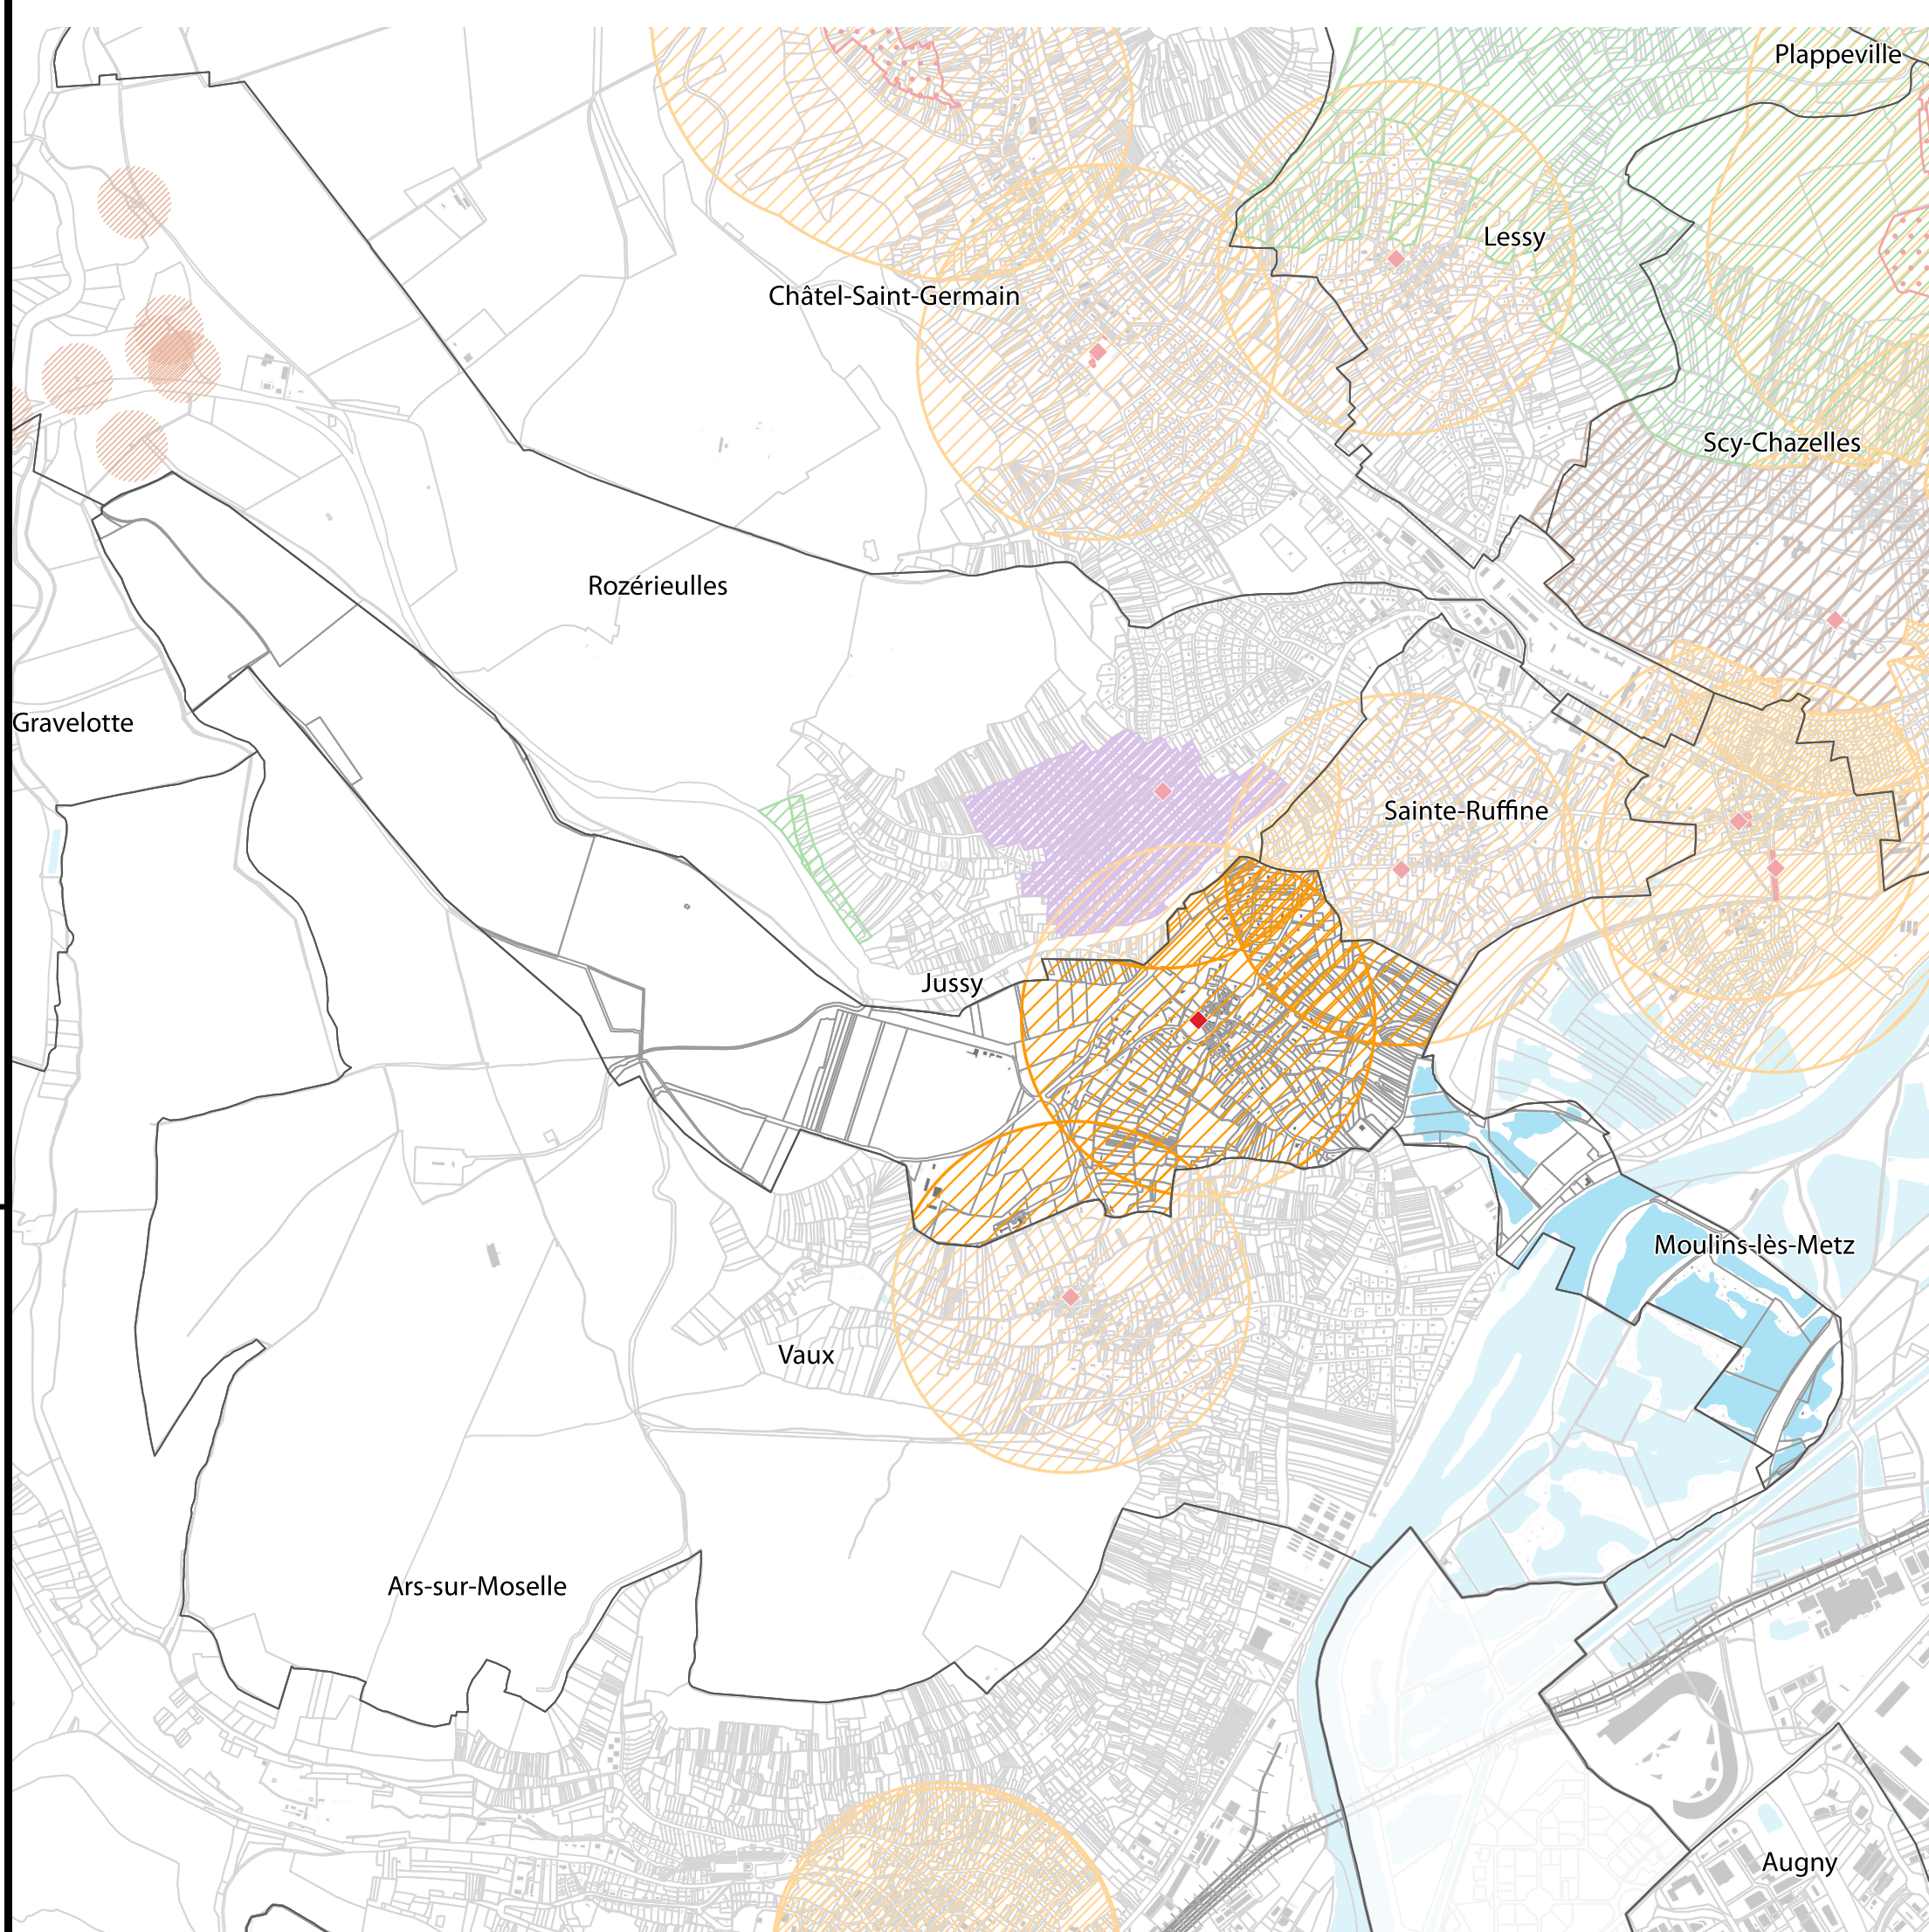 Plappeville
Lessy
Châtel-Saint-Germain
Scy-Chazelles
Rozérieulles
Gravelotte
Sainte-Ruffine
Jussy
Moulins-lès-Metz
Vaux
Ars-sur-Moselle
Augny